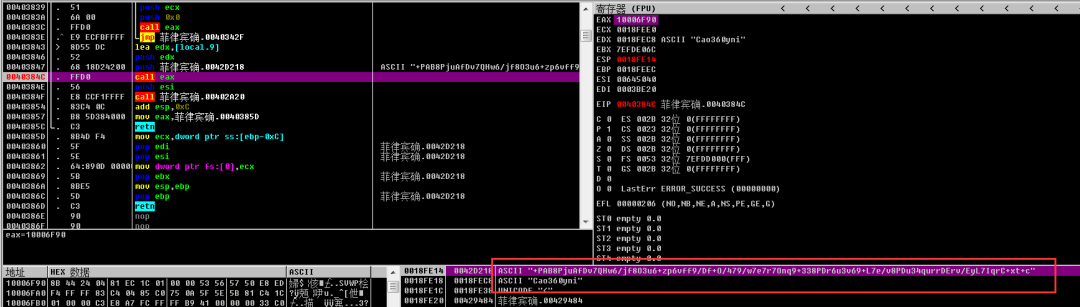 00403839 . 51 push ecx
0040383A . 6A 00 push 0x0
0040383C . FFD0 call eax
0040383E .^ E9 ECFBFFFF jmp 菲律宾确.0040342F
00403843 > 8D55 DC lea edx,[local.9]
00403846 . 52 push edx
00403847 . 68 18D24200 push 菲律宾确.0042D218 ASCII "+PAB8PjuAfDv7QHw6/jf8O3u6+zp6vff9
0040384C . FFD0 call eax
0040384E . 56 push esi
0040384F . E8 CCF1FFFF call 菲律宾确.00402A20
00403854 . 83C4 0C add esp,0xC
00403857 . B8 5D384000 mov eax,菲律宾确.0040385D
0040385C . C3 retn
0040385D . 8B4D F4 mov ecx,dword ptr ss:[ebp-0xC]
00403860 . 5F pop edi 菲律宾确.0042D218
00403861 . 5E pop esi 菲律宾确.0042D218
00403862 . 64:890D 0000 mov dword ptr fs:[0],ecx
00403869 . 5B pop ebx 菲律宾确.0042D218
0040386A . 8BE5 mov esp,ebp
0040386C . 5D pop ebp 菲律宾确.0042D218
0040386D . C3 retn
0040386E 90 nop
0040386F 90 nop
eax=10006F90
寄存器 (FPU) < < < < < < < <
EAX 10006F90
ECX 0018FEE0
EDX 0018FEC8 ASCII "Cao360yni"
EBX 7EFDE06C
ESP 0018FE14
EBP 0018FEEC
ESI 00645040
EDI 0003BE20
EIP 0040384C 菲律宾确.0040384C
C 0 ES 002B 32位 0(FFFFFFFF)
P 1 CS 0023 32位 0(FFFFFFFF)
A 0 SS 002B 32位 0(FFFFFFFF)
Z 0 DS 002B 32位 0(FFFFFFFF)
S 0 FS 0053 32位 7EFDD000(FFF)
T 0 GS 002B 32位 0(FFFFFFFF)
D 0
O 0 LastErr ERROR_SUCCESS (00000000)
EFL 00000206 (NO,NB,NE,A,NS,PE,GE,G)
ST0 empty 0.0
ST1 empty 0.0
ST2 empty 0.0
ST3 empty 0.0
ST4 empty 0.0
地址 HEX 数据 ASCII
10006F90 8B 44 24 04 81 EC 1C 01 00 00 53 56 57 50 E8 ED
10006FA0 F4 FF FF 83 C4 04 85 C0 75 0A 5F 5E 5B 81 C4 1C
10006FB0 01 00 00 C3 E8 A7 FC FF FF B9 41 00 00 00 33 C0
0018FE14 0042D218 ASCII "+PAB8PjuAfDv7QHw6/jf8O3u6+zp6vff9/Df+O/479/w7e7r7Onq9+338PDr6u3v69+L7e/v8PDu34qurrDErv/EyL7IqrC+xt+c"
0018FE18 0018FEC8 ASCII "Cao360yni"
0018FE1C UNICODE
0018FE20 00429484 菲律宾确.00429484